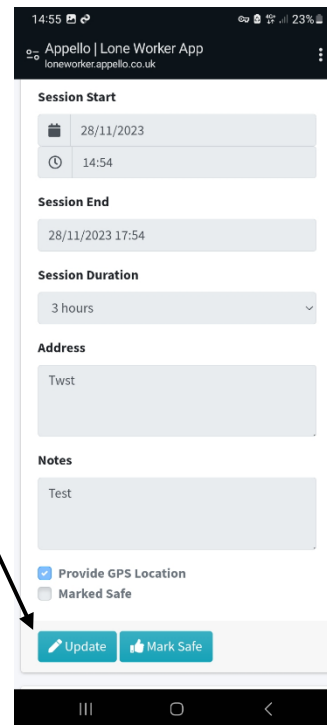 14:55 23%
Appello | Lone Worker App
loneworker.appello.co.uk
Session Start
28/11/2023
14:54
Session End
28/11/2023 17:54
Session Duration
3 hours
Address
Twst
Notes
Test
Provide GPS Location
Marked Safe
Update Mark Safe